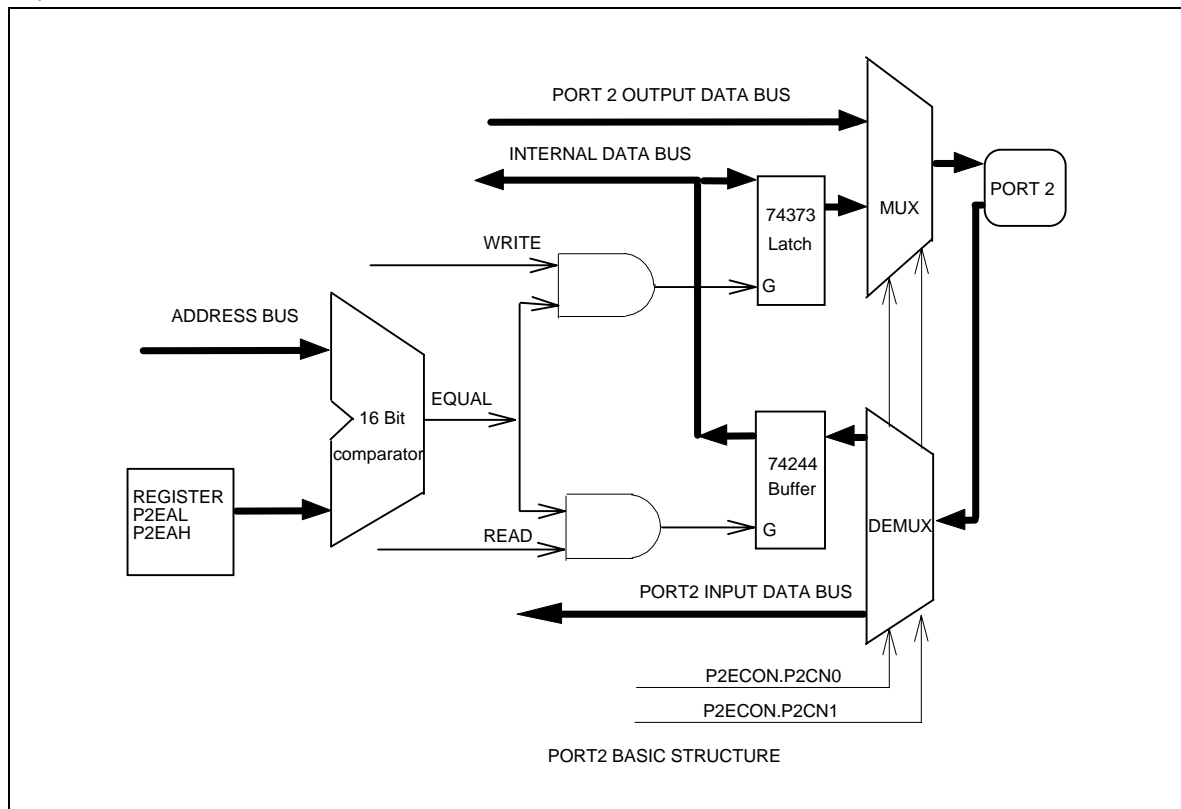 PORT 2 OUTPUT DATA BUS
INTERNAL DATA BUS
MUX
PORT 2
74373
Latch
G
WRITE
ADDRESS BUS
EQUAL
16 Bit
comparator
REGISTER
P2EAL
P2EAH
74244
Buffer
G
READ
DEMUX
PORT2 INPUT DATA BUS
P2ECON.P2CN0
P2ECON.P2CN1
PORT2 BASIC STRUCTURE